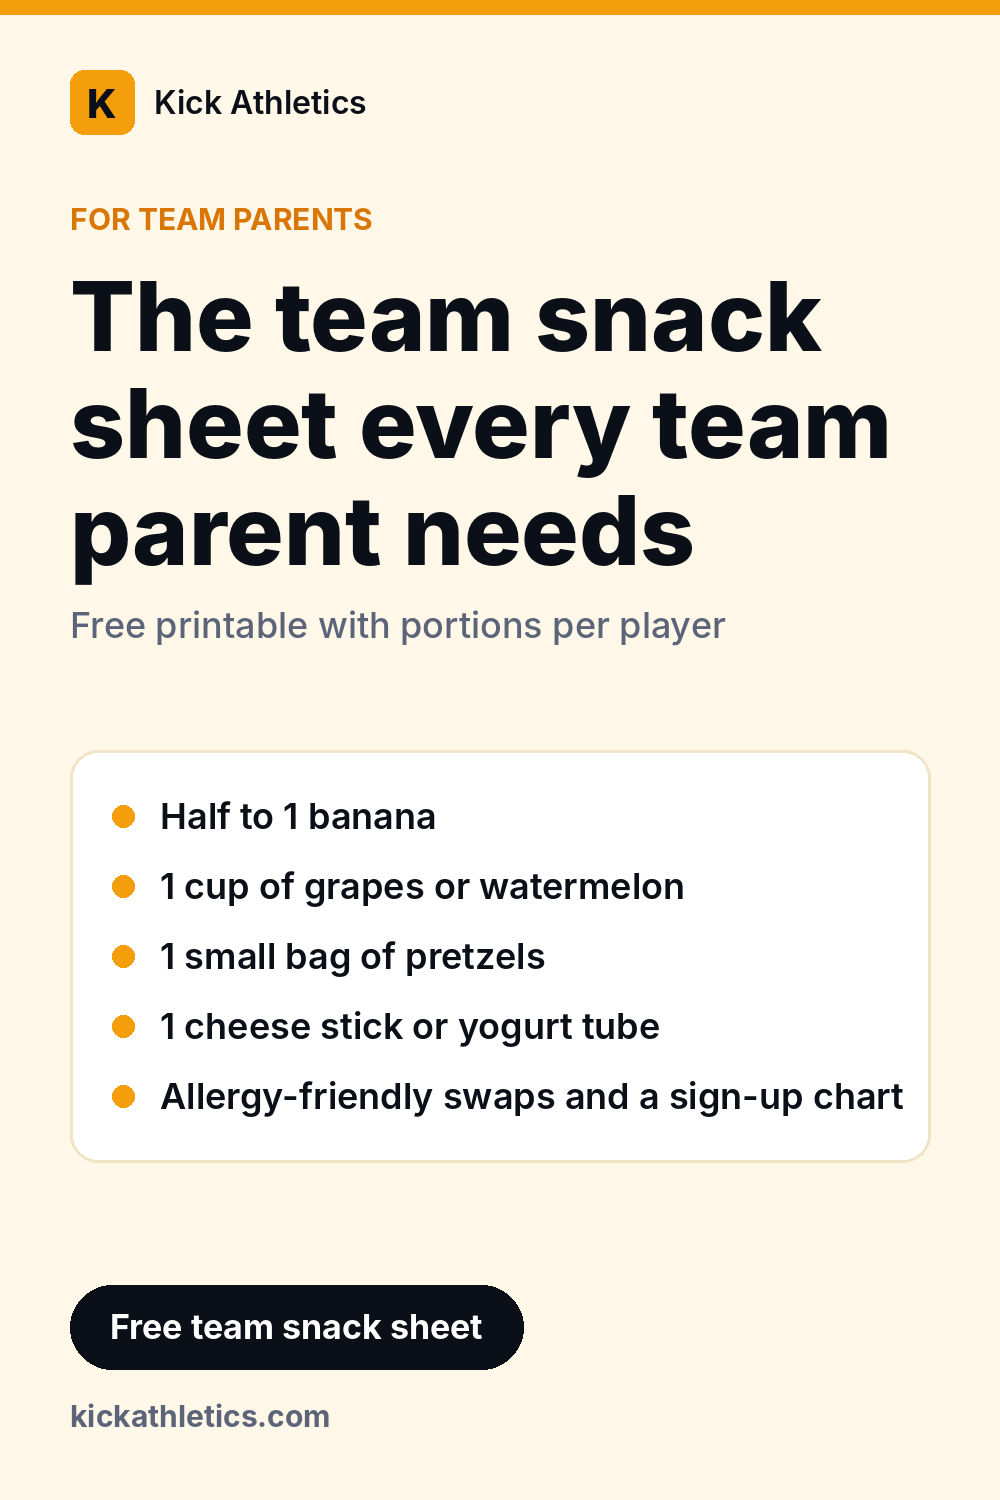 K
Kick Athletics
FOR TEAM PARENTS
The team snack
sheet every team
parent needs
Free printable with portions per player
Half to 1 banana
1 cup of grapes or watermelon
1 small bag of pretzels
1 cheese stick or yogurt tube
Allergy-friendly swaps and a sign-up chart
Free team snack sheet
kickathletics.com